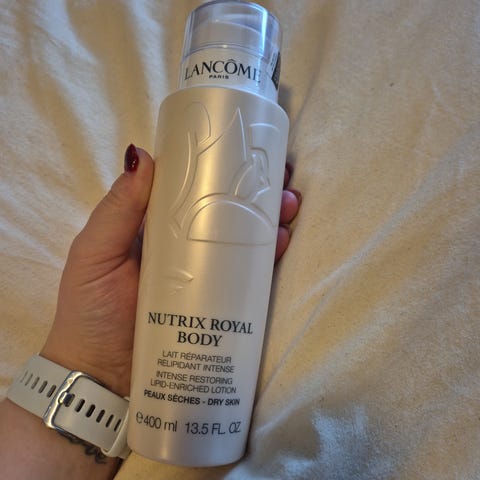 LANCÔME
PARIS
NUTRIX ROYAL
BODY
LAIT RÉPARATEUR
RELIPIDANT INTENSE
INTENSE RESTORING
LIPID-ENRICHED LOTION
PEAUX SÈCHES - DRY SKIN
℮400 ml 13.5 FL. OZ